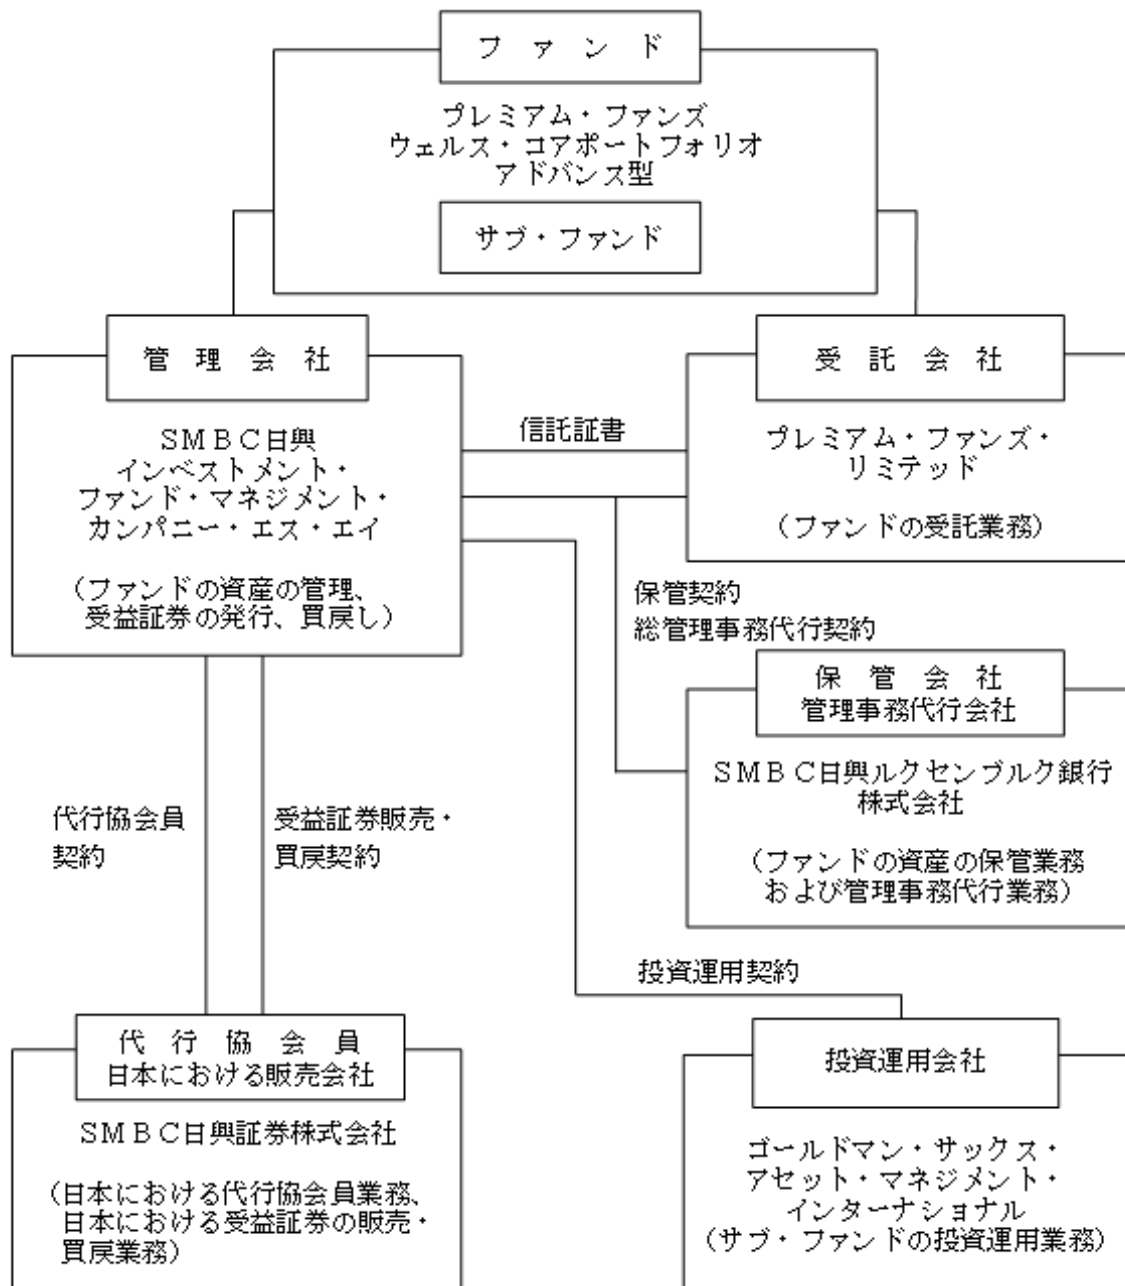 ファンド
プレミアム・ファンズ
ウェルス・コアポートフォリオ
アドバンス型
サブ・ファンド
管理会社
SMBC日興
インベストメント・
ファンド・マネジメント・
カンパニー・エス・エイ
(ファンドの資産の管理、
受益証券の発行、買戻し)
信託証書
受託会社
プレミアム・ファンズ・
リミテッド
(ファンドの受託業務)
保管契約
総管理事務代行契約
保管会社
管理事務代行会社
SMBC日興ルクセンブルク銀行
株式会社
(ファンドの資産の保管業務
および管理事務代行業務)
代行協会員
契約
受益証券販売・
買戻契約
投資運用契約
代行協会員
日本における販売会社
SMBC日興証券株式会社
(日本における代行協会員業務、
日本における受益証券の販売・
買戻業務)
投資運用会社
ゴールドマン・サックス・
アセット・マネジメント・
インターナショナル
(サブ・ファンドの投資運用業務)